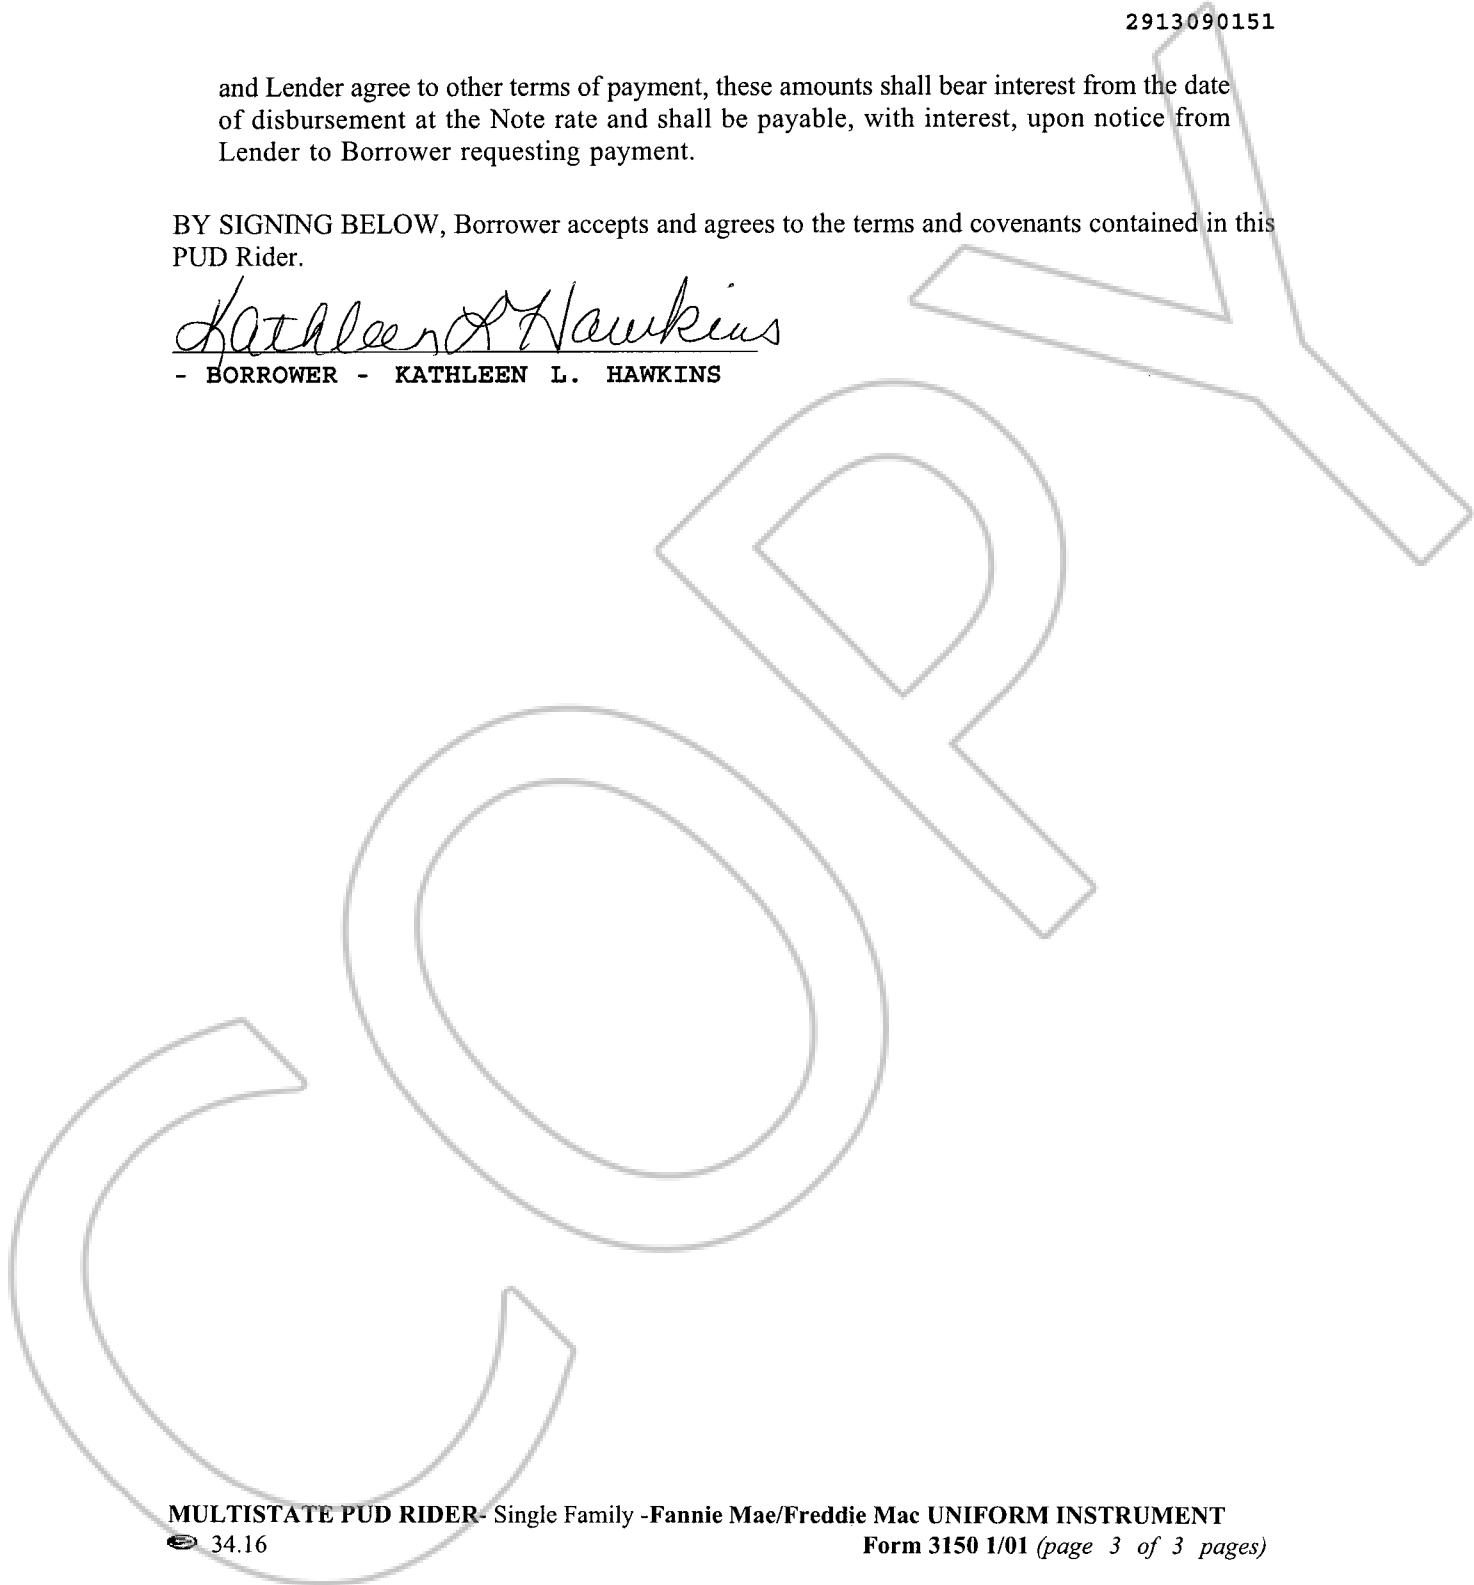 2913090151
and Lender agree to other terms of payment, these amounts shall bear interest from the date
of disbursement at the Note rate and shall be payable, with interest, upon notice from
Lender to Borrower requesting payment.
BY SIGNING BELOW, Borrower accepts and agrees to the terms and covenants contained in this
PUD Rider.
Kathleen L Hawkins
- BORROWER - KATHLEEN L. HAWKINS
COPY
MULTISTATE PUD RIDER- Single Family -Fannie Mae/Freddie Mac UNIFORM INSTRUMENT
34.16 Form 3150 1/01 (page 3 of 3 pages)